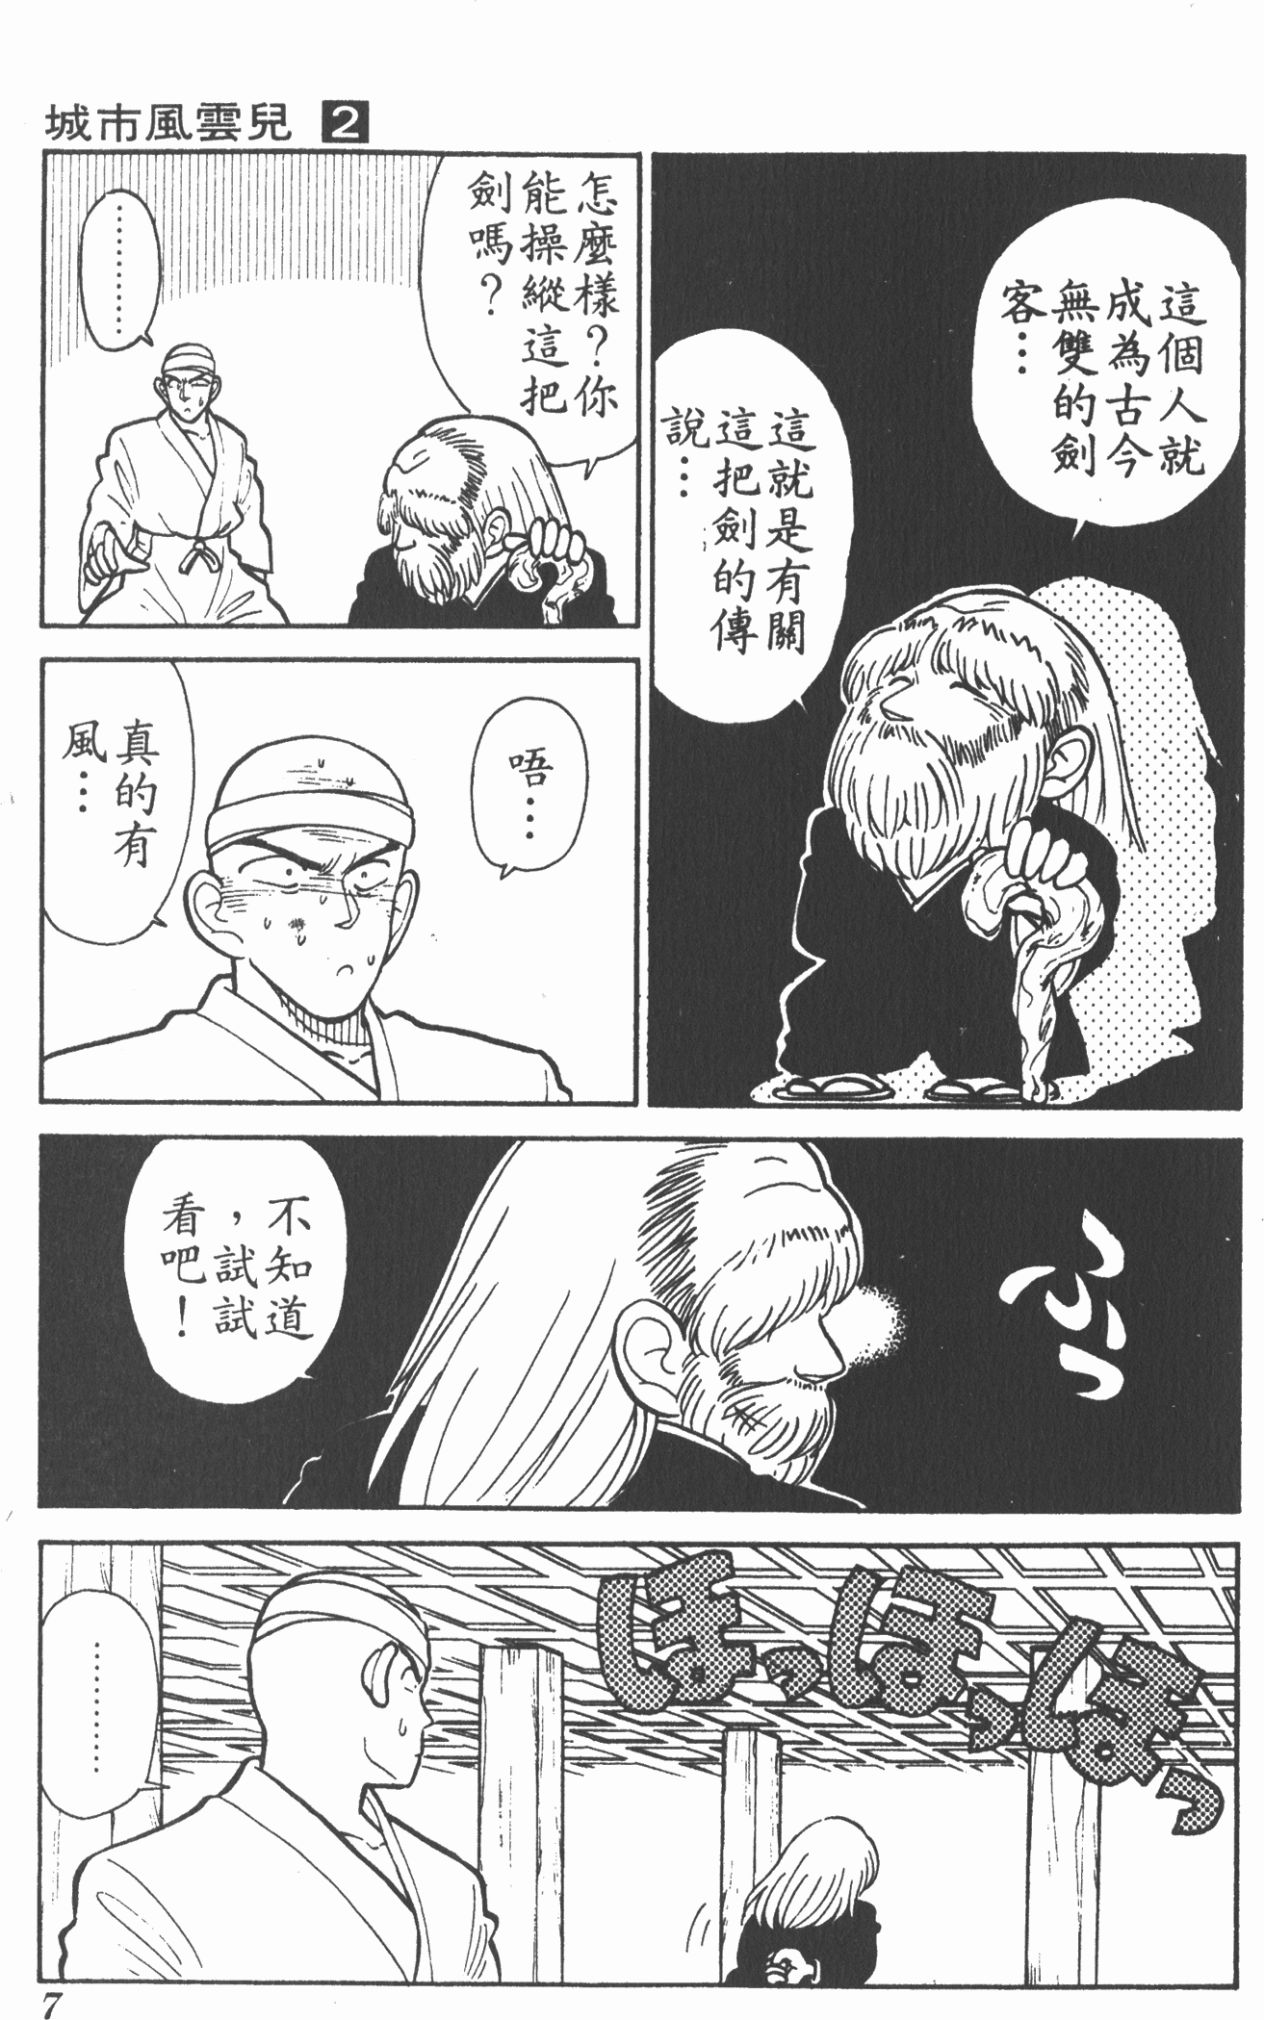 城市風雲兒 2
這個人就
成為古今
無雙的劍
客…
這就是有關
這把劍的傳
說…
怎麼樣？你
能操縱這把
劍嗎？
………
唔…
真的有
風…
ふっ
不知道
，試試
看吧！
ほっほっほっ
………
7